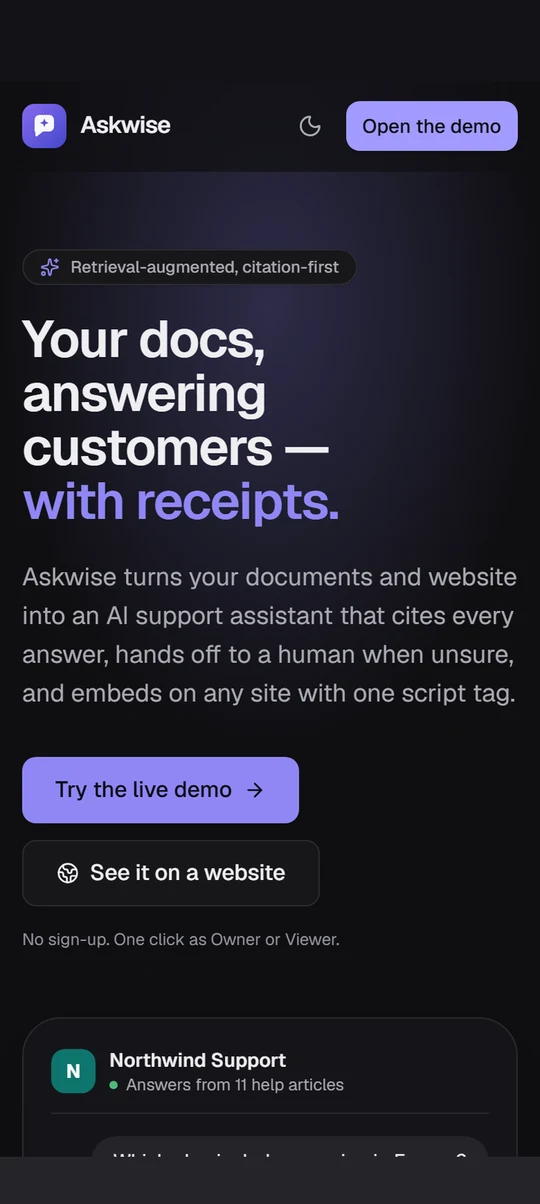 Askwise
Open the demo
Retrieval-augmented, citation-first
Your docs,
answering
customers —
with receipts.
Askwise turns your documents and website
into an AI support assistant that cites every
answer, hands off to a human when unsure,
and embeds on any site with one script tag.
Try the live demo →
See it on a website
No sign-up. One click as Owner or Viewer.
N
Northwind Support
Answers from 11 help articles